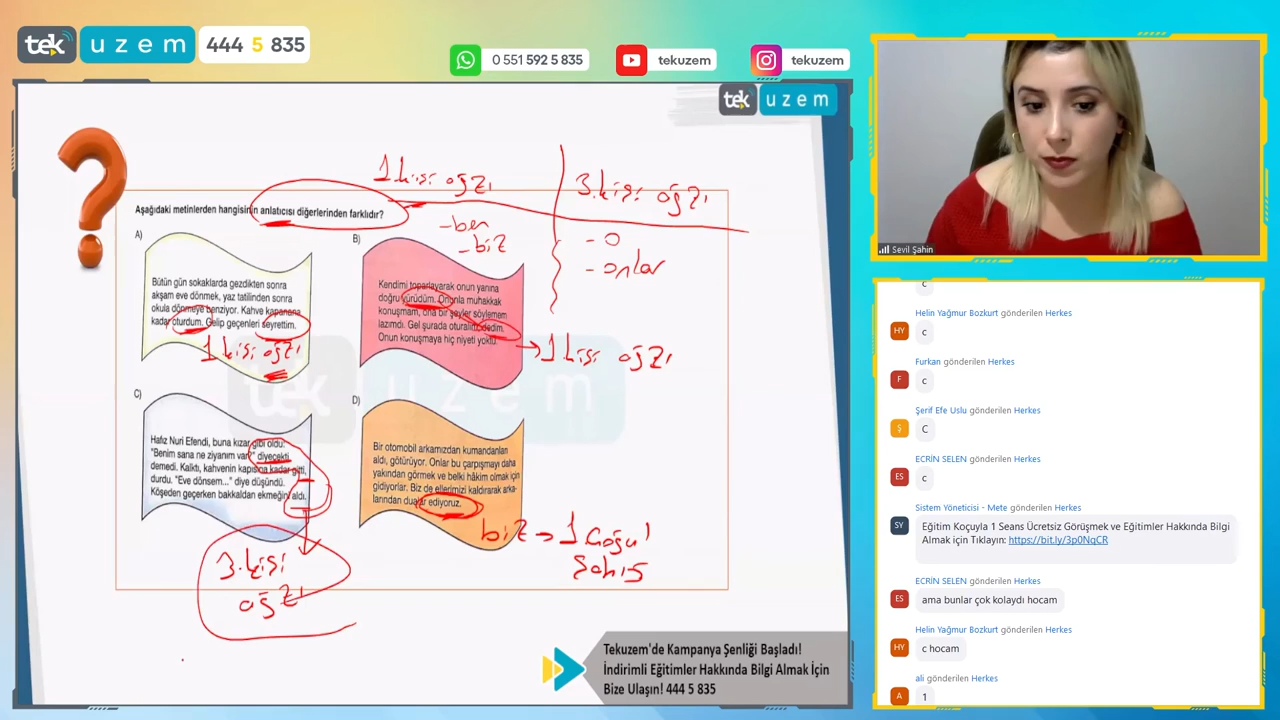 tek uzem 444 5 835
0 551 592 5 835
tekuzem
tekuzem
tek uzem
1 kişi ağzı
3. kişi ağzı
Aşağıdaki metinlerden hangisinin anlatıcısı diğerlerinden farklıdır?
-ben
-biz
- o
- onlar
A)
Bütün gün sokaklarda gezdikten sonra
akşam eve dönmek, yaz tatilinden sonra
okula dönmeye benziyor. Kahve kapanana
kadar oturdum. Gelip geçenleri seyrettim.
1 kişi ağzı
B)
Kendimi toparlayarak onun yanına
doğru yürüdüm. Onunla muhakkak
konuşmam, ona bir şeyler söylemem
lazımdı. Gel şurada oturalım, dedim.
Onun konuşmaya hiç niyeti yoktu.
1 kişi ağzı
tek uzem
C)
Hafız Nuri Efendi, buna kızar gibi oldu:
"Benim sana ne ziyanım var?" diyecekti,
demedi. Kalktı, kahvenin kapısına kadar gitti,
durdu. "Eve dönsem..." diye düşündü.
Köşeden geçerken bakkaldan ekmeğini aldı.
3. kişi
ağzı
D)
Bir otomobil arkamızdan kumandanları
aldı, götürüyor. Onlar bu çarpışmayı daha
yakından görmek ve belki hâkim olmak için
gidiyorlar. Biz de ellerimizi kaldırarak arka-
larından dualar ediyoruz.
biz → 1 Çoğul
Şahıs
Tekuzem'de Kampanya Şenliği Başladı!
İndirimli Eğitimler Hakkında Bilgi Almak İçin
Bize Ulaşın! 444 5 835
Sevil Şahin
c
Helin Yağmur Bozkurt gönderilen Herkes
HY c
Furkan gönderilen Herkes
F c
Şerif Efe Uslu gönderilen Herkes
Ş C
ECRİN SELEN gönderilen Herkes
ES c
Sistem Yöneticisi - Mete gönderilen Herkes
SY Eğitim Koçuyla 1 Seans Ücretsiz Görüşmek ve Eğitimler Hakkında Bilgi
Almak için Tıklayın: https://bit.ly/3p0NqCR
ECRİN SELEN gönderilen Herkes
ES ama bunlar çok kolaydı hocam
Helin Yağmur Bozkurt gönderilen Herkes
HY c hocam
ali gönderilen Herkes
A 1